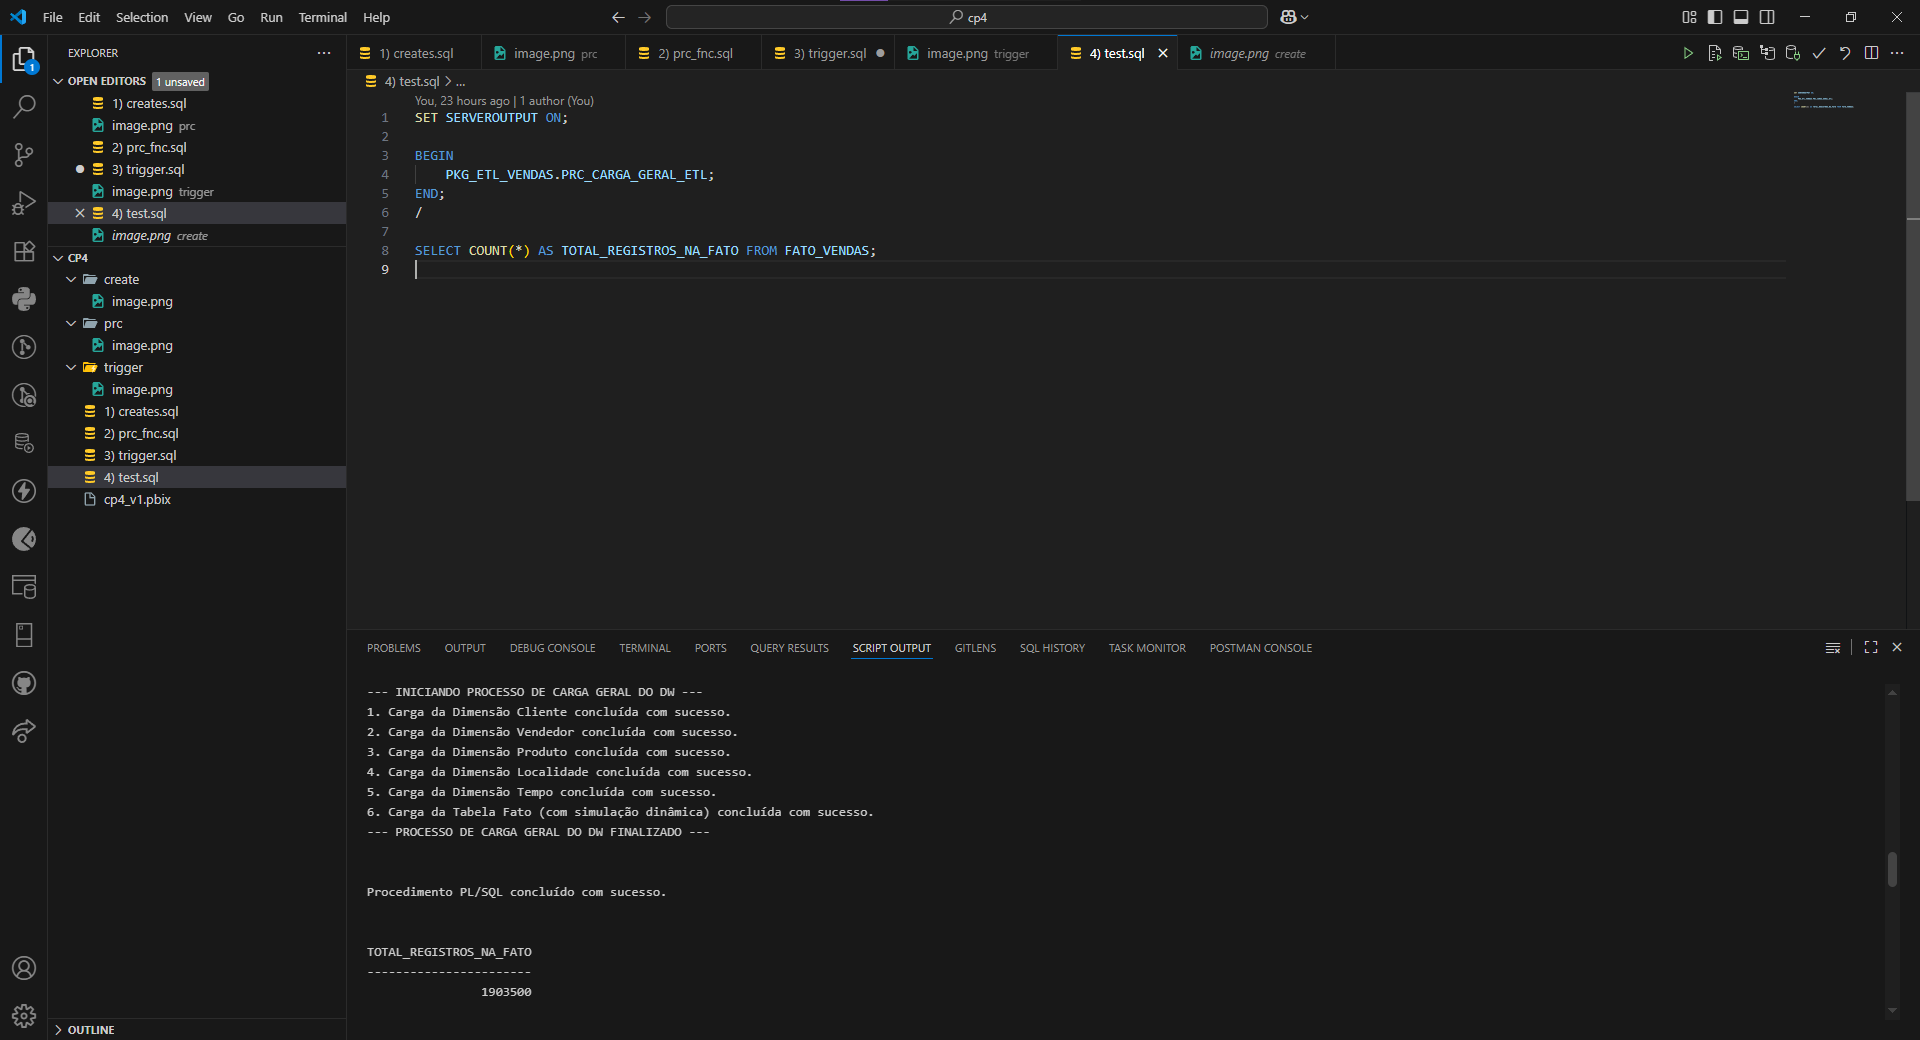 File Edit Selection View Go Run Terminal Help
cp4
EXPLORER
OPEN EDITORS 1 unsaved
1) creates.sql
image.png prc
2) prc_fnc.sql
3) trigger.sql
image.png trigger
4) test.sql
image.png create
CP4
create
image.png
prc
image.png
trigger
image.png
1) creates.sql
2) prc_fnc.sql
3) trigger.sql
4) test.sql
cp4_v1.pbix
OUTLINE
1
1) creates.sql image.png prc 2) prc_fnc.sql 3) trigger.sql image.png trigger 4) test.sql image.png create
4) test.sql > ...
You, 23 hours ago | 1 author (You)
1 SET SERVEROUTPUT ON;
2
3 BEGIN
4 PKG_ETL_VENDAS.PRC_CARGA_GERAL_ETL;
5 END;
6 /
7
8 SELECT COUNT(*) AS TOTAL_REGISTROS_NA_FATO FROM FATO_VENDAS;
9
PROBLEMS OUTPUT DEBUG CONSOLE TERMINAL PORTS QUERY RESULTS SCRIPT OUTPUT GITLENS SQL HISTORY TASK MONITOR POSTMAN CONSOLE
--- INICIANDO PROCESSO DE CARGA GERAL DO DW ---
1. Carga da Dimensão Cliente concluída com sucesso.
2. Carga da Dimensão Vendedor concluída com sucesso.
3. Carga da Dimensão Produto concluída com sucesso.
4. Carga da Dimensão Localidade concluída com sucesso.
5. Carga da Dimensão Tempo concluída com sucesso.
6. Carga da Tabela Fato (com simulação dinâmica) concluída com sucesso.
--- PROCESSO DE CARGA GERAL DO DW FINALIZADO ---
Procedimento PL/SQL concluído com sucesso.
TOTAL_REGISTROS_NA_FATO
-----------------------
1903500